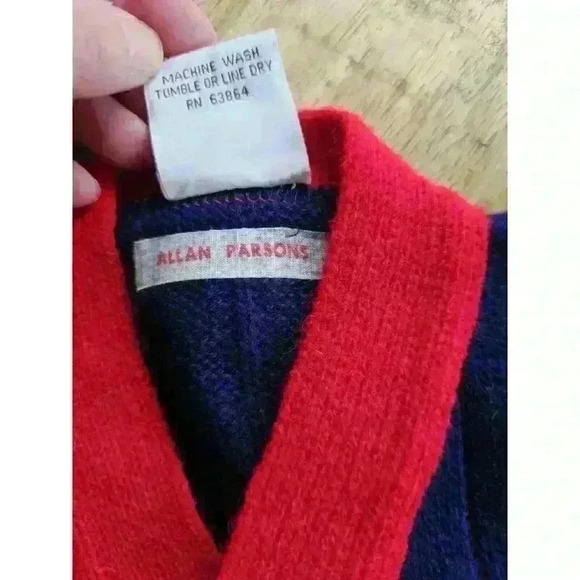 MACHINE WASH
TUMBLE OR LINE DRY
RN 63864
ALLAN PARSONS